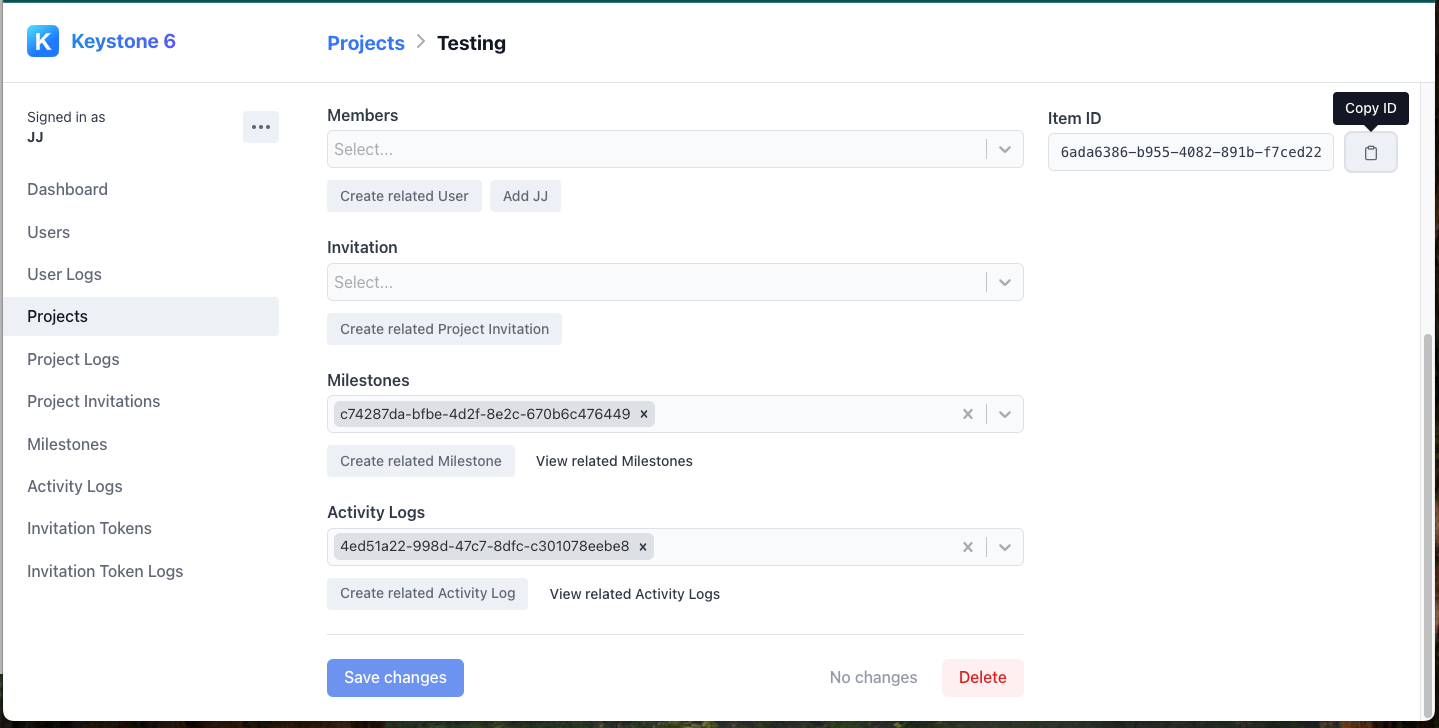 K Keystone 6
Projects > Testing
Signed in as
JJ
Dashboard
Users
User Logs
Projects
Project Logs
Project Invitations
Milestones
Activity Logs
Invitation Tokens
Invitation Token Logs
Members
Select...
Create related User Add JJ
Invitation
Select...
Create related Project Invitation
Milestones
c74287da-bfbe-4d2f-8e2c-670b6c476449
Create related Milestone View related Milestones
Activity Logs
4ed51a22-998d-47c7-8dfc-c301078eebe8
Create related Activity Log View related Activity Logs
Save changes No changes Delete
Copy ID
Item ID
6ada6386-b955-4082-891b-f7ced22